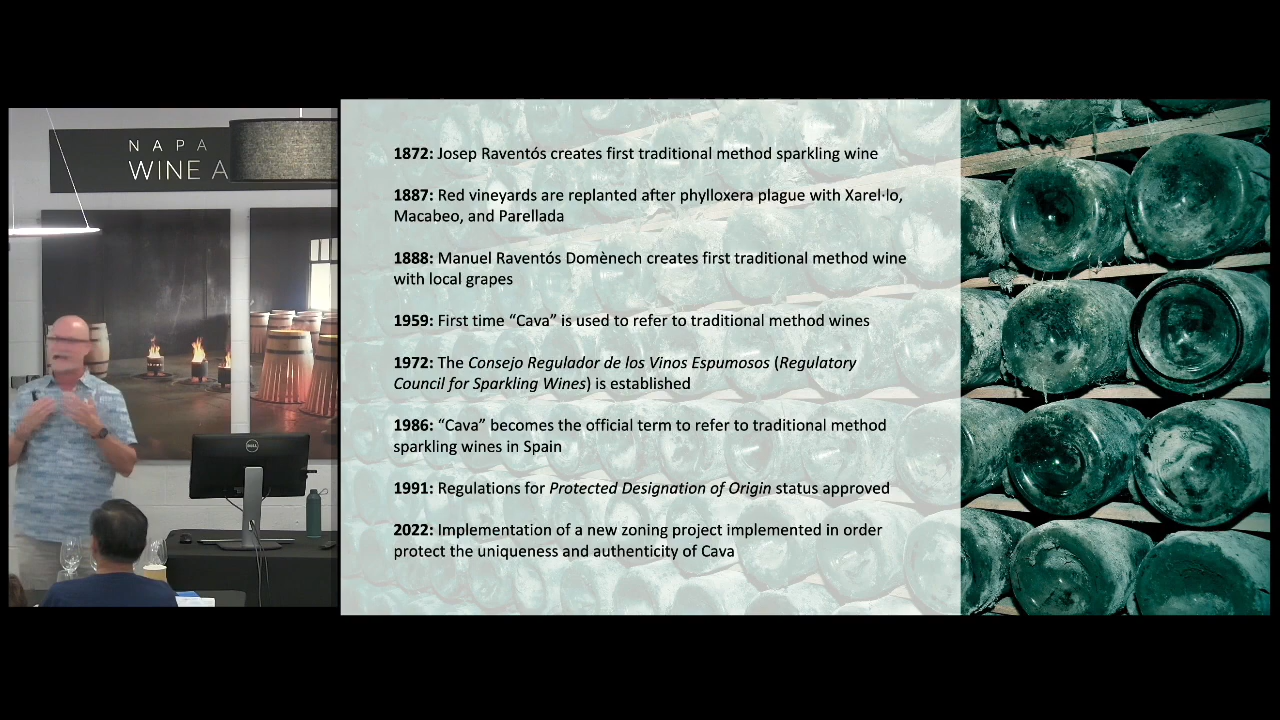 NAPA
WINE A
DELL
1872: Josep Raventós creates first traditional method sparkling wine
1887: Red vineyards are replanted after phylloxera plague with Xarel·lo,
Macabeo, and Parellada
1888: Manuel Raventós Domènech creates first traditional method wine
with local grapes
1959: First time “Cava” is used to refer to traditional method wines
1972: The Consejo Regulador de los Vinos Espumosos (Regulatory
Council for Sparkling Wines) is established
1986: “Cava” becomes the official term to refer to traditional method
sparkling wines in Spain
1991: Regulations for Protected Designation of Origin status approved
2022: Implementation of a new zoning project implemented in order
protect the uniqueness and authenticity of Cava